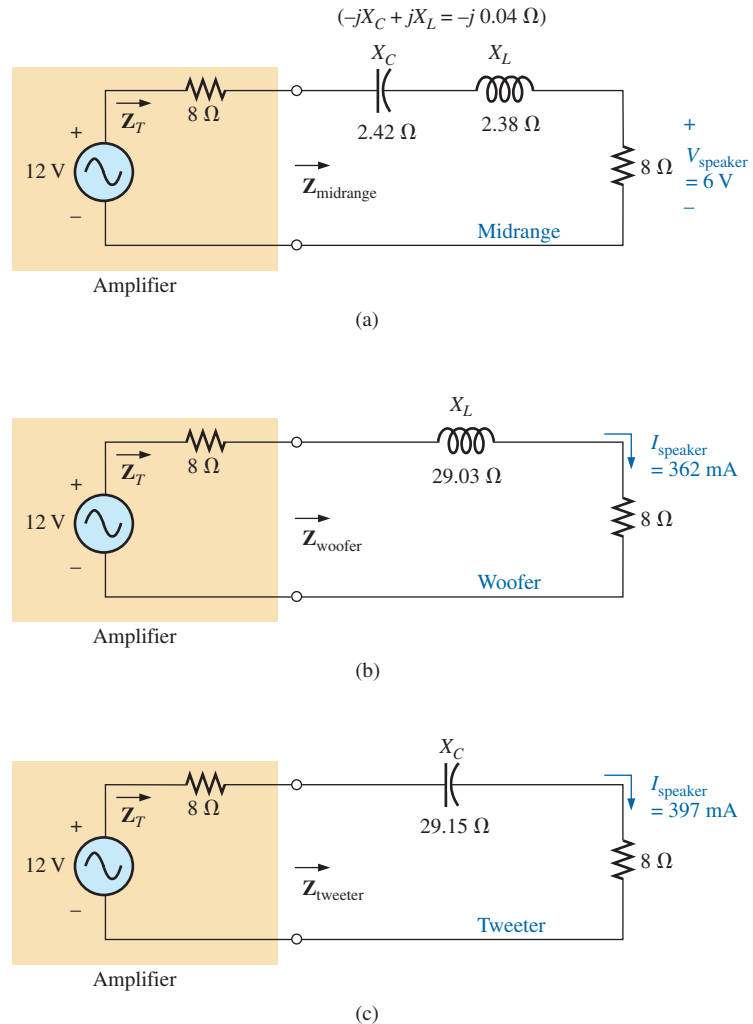 (–jX_C + jX_L = –j 0.04 Ω)
X_C
X_L
Z_T
8 Ω
2.42 Ω
2.38 Ω
+
12 V
–
Z_midrange
8 Ω
+
V_speaker
= 6 V
–
Midrange
Amplifier
(a)
X_L
Z_T
8 Ω
29.03 Ω
I_speaker
= 362 mA
+
12 V
–
Z_woofer
8 Ω
Woofer
Amplifier
(b)
X_C
Z_T
8 Ω
29.15 Ω
I_speaker
= 397 mA
+
12 V
–
Z_tweeter
8 Ω
Tweeter
Amplifier
(c)